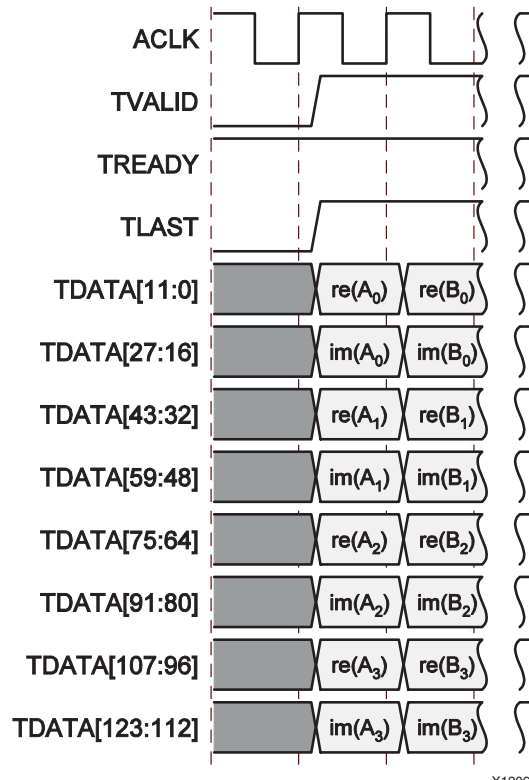 ACLK
TVALID
TREADY
TLAST
TDATA[11:0] re(A0) re(B0)
TDATA[27:16] im(A0) im(B0)
TDATA[43:32] re(A1) re(B1)
TDATA[59:48] im(A1) im(B1)
TDATA[75:64] re(A2) re(B2)
TDATA[91:80] im(A2) im(B2)
TDATA[107:96] re(A3) re(B3)
TDATA[123:112] im(A3) im(B3)